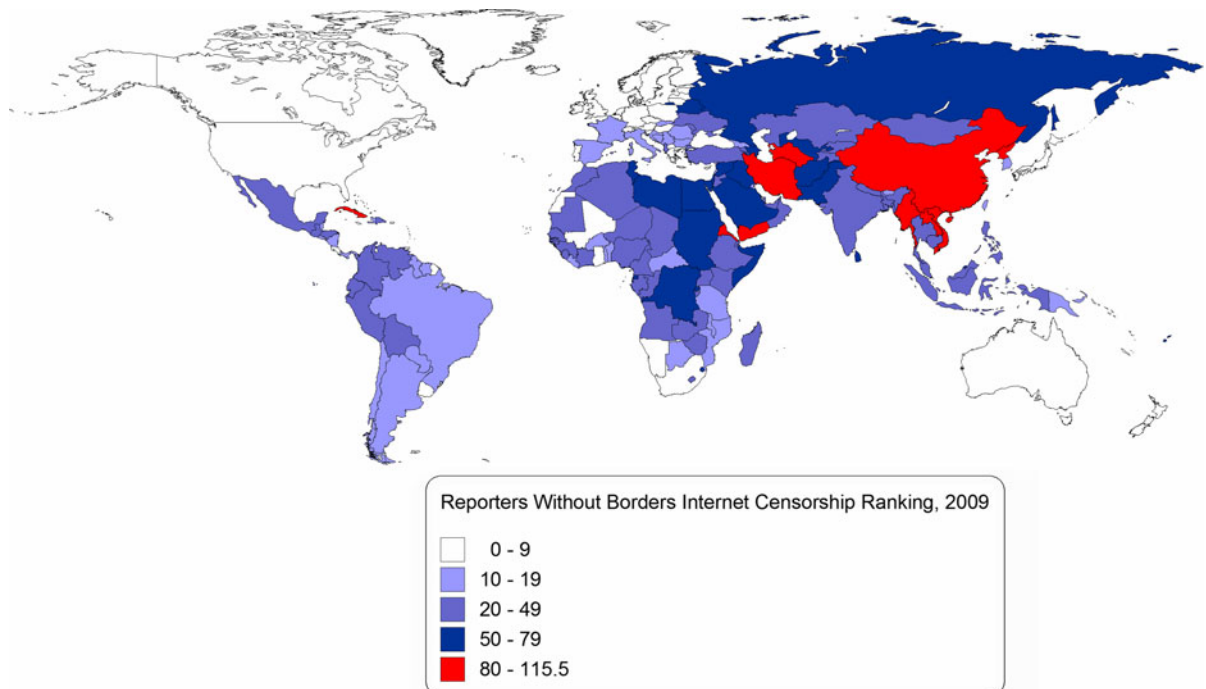 Reporters Without Borders Internet Censorship Ranking, 2009
0 - 9
10 - 19
20 - 49
50 - 79
80 - 115.5